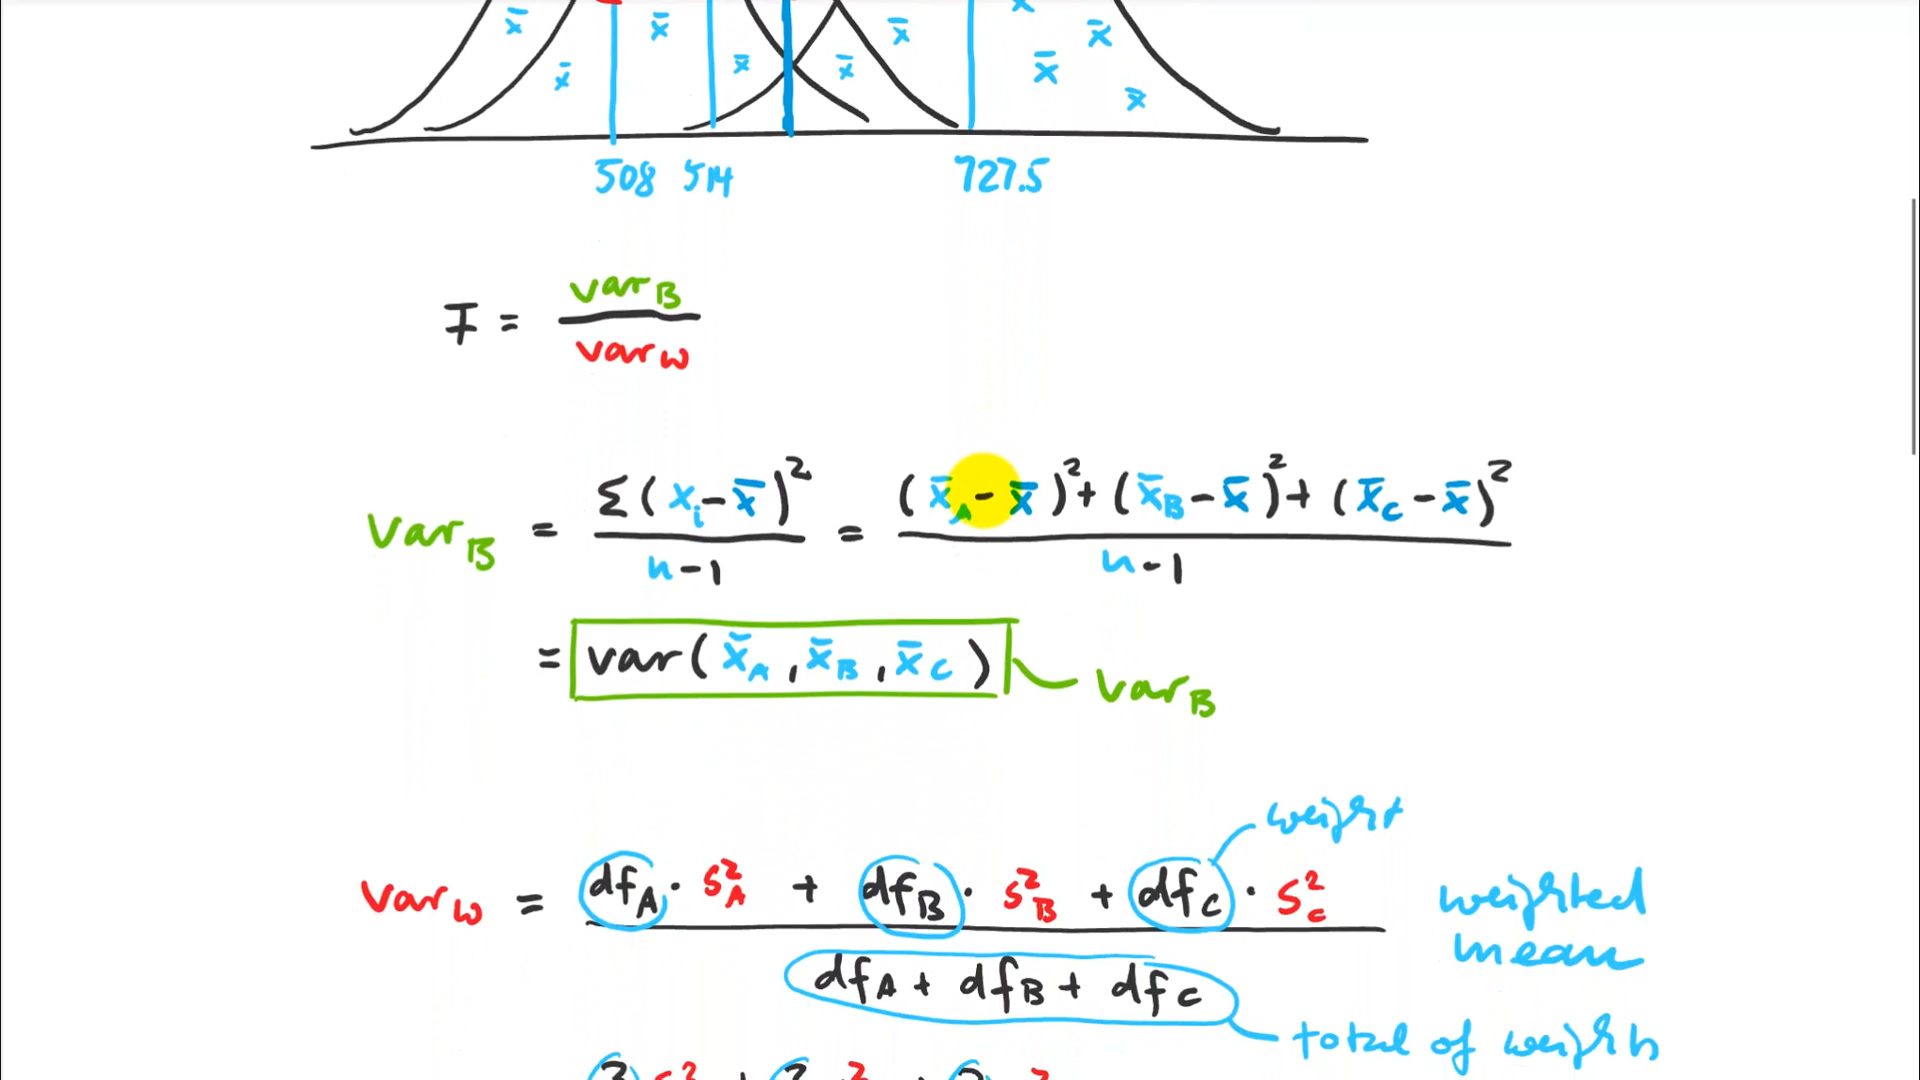 x̄ x̄ x̄ x̄ x̄
x̄ x̄ x̄ x̄ x̄
508 514 727.5
F = var_B / var_w
var_B = Σ(x_i - x̄)² / n-1 = (x̄_A - x̄)² + (x̄_B - x̄)² + (x̄_C - x̄)² / n-1
= var(x̄_A, x̄_B, x̄_C) var_B
weight
var_w = df_A · s²_A + df_B · s²_B + df_C · s²_C / df_A + df_B + df_C
weighted
mean
total of weights